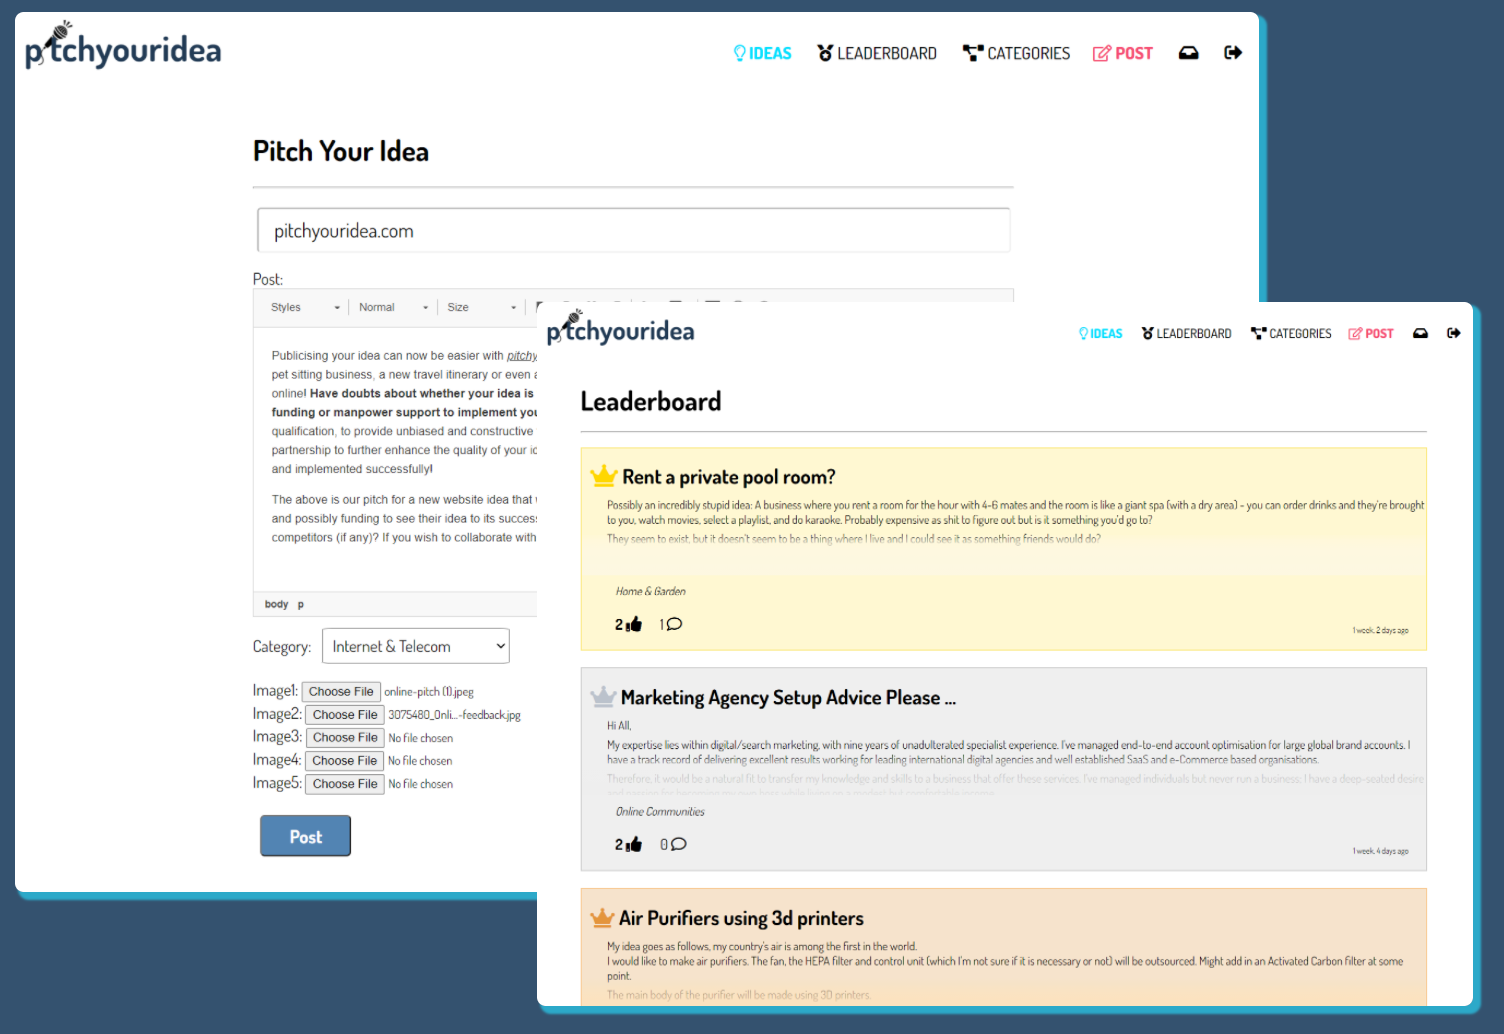 pitchyouridea
IDEAS LEADERBOARD CATEGORIES POST
Pitch Your Idea
pitchyouridea.com
Post:
Styles Normal Size
Publicising your idea can now be easier with pitchy
pet sitting business, a new travel itinerary or even
online! Have doubts about whether your idea is
funding or manpower support to implement you
qualification, to provide unbiased and constructive
partnership to further enhance the quality of your
and implemented successfully!
The above is our pitch for a new website idea that
and possibly funding to see their idea to its success
competitors (if any)? If you wish to collaborate with
body p
Category: Internet & Telecom
Image1: Choose File online-pitch (1).jpeg
Image2: Choose File 3075480_Onli...-feedback.jpg
Image3: Choose File No file chosen
Image4: Choose File No file chosen
Image5: Choose File No file chosen
Post
pitchyouridea
IDEAS LEADERBOARD CATEGORIES POST
Leaderboard
Rent a private pool room?
Possibly an incredibly stupid idea: A business where you rent a room for the hour with 4-6 mates and the room is like a giant spa (with a dry area) - you can order drinks and they're brought
to you, watch movies, select a playlist, and do karaoke. Probably expensive as shit to figure out but is it something you'd go to?
They seem to exist, but it doesn't seem to be a thing where I live and I could see it as something friends would do?
Home & Garden
2 1
1 week, 2 days ago
Marketing Agency Setup Advice Please ...
Hi All,
My expertise lies within digital/search marketing, with nine years of unadulterated specialist experience. I've managed end-to-end account optimisation for large global brand accounts. I
have a track record of delivering excellent results working for leading international digital agencies and well established SaaS and e-Commerce based organisations.
Therefore, it would be a natural fit to transfer my knowledge and skills to a business that offer these services. I've managed individuals but never run a business; I have a deep-seated desire
Online Communities
2 0
1 week, 4 days ago
Air Purifiers using 3d printers
My idea goes as follows, my country's air is among the first in the world.
I would like to make air purifiers. The fan, the HEPA filter and control unit (which I'm not sure if it is necessary or not) will be outsourced. Might add in an Activated Carbon filter at some
point.
The main body of the purifier will be made using 3D printers.